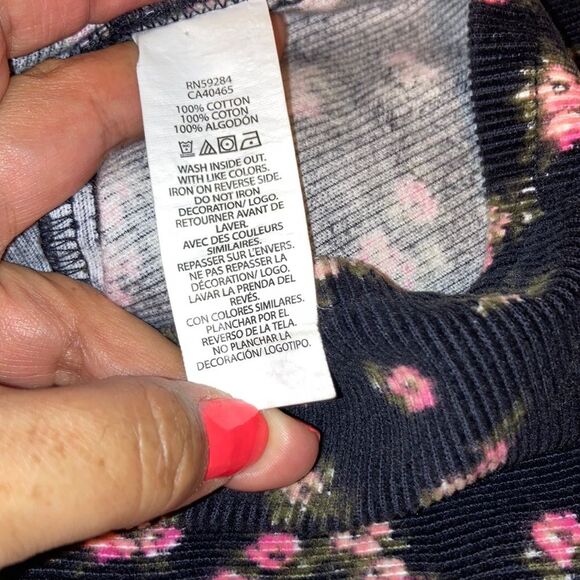 RN59284
CA40465
100% COTTON
100% COTON
100% ALGODÓN
WASH INSIDE OUT.
WITH LIKE COLORS.
IRON ON REVERSE SIDE.
DO NOT IRON
DECORATION/ LOGO.
RETOURNER AVANT DE
LAVER.
AVEC DES COULEURS
SIMILAIRES.
REPASSER SUR L'ENVERS.
NE PAS REPASSER LA
DÉCORATION/ LOGO.
LAVAR LA PRENDA DEL
REVÉS.
CON COLORES SIMILARES.
PLANCHAR POR EL
REVERSO DE LA TELA.
NO PLANCHAR LA
DECORACIÓN/ LOGOTIPO.